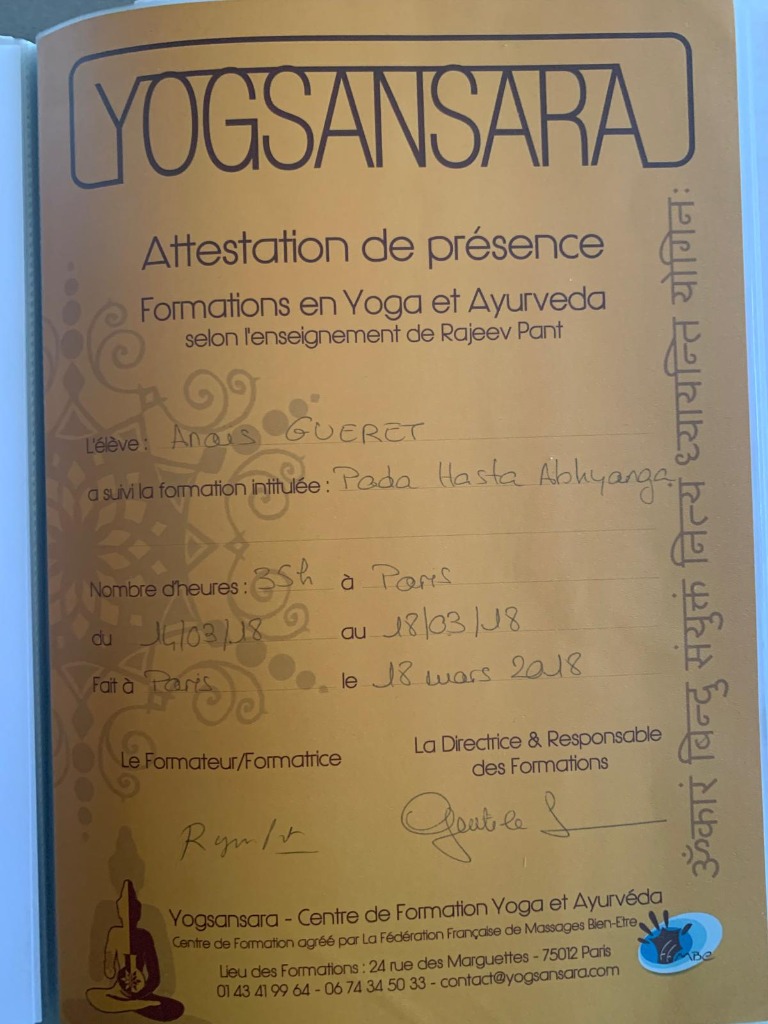 YOGSANSARA
Attestation de présence
Formations en Yoga et Ayurveda
selon l'enseignement de Rajeev Pant
L'élève : Anais GUERET
a suivi la formation intitulée : Pada Hasta Abhyanga
Nombre d'heures : 35h à Paris
du 14/03/18 au 18/03/18
Fait à Paris le 18 mars 2018
Le Formateur/Formatrice
La Directrice & Responsable
des Formations
Yogsansara - Centre de Formation Yoga et Ayurvéda
Centre de Formation agréé par La Fédération Française de Massages Bien-Etre
Lieu des Formations : 24 rue des Marguettes - 75012 Paris
01 43 41 99 64 - 06 74 34 50 33 - contact@yogsansara.com
ffMBE
ॐकारं बिन्दु संयुक्तं नित्यं ध्यायन्ति योगिनः